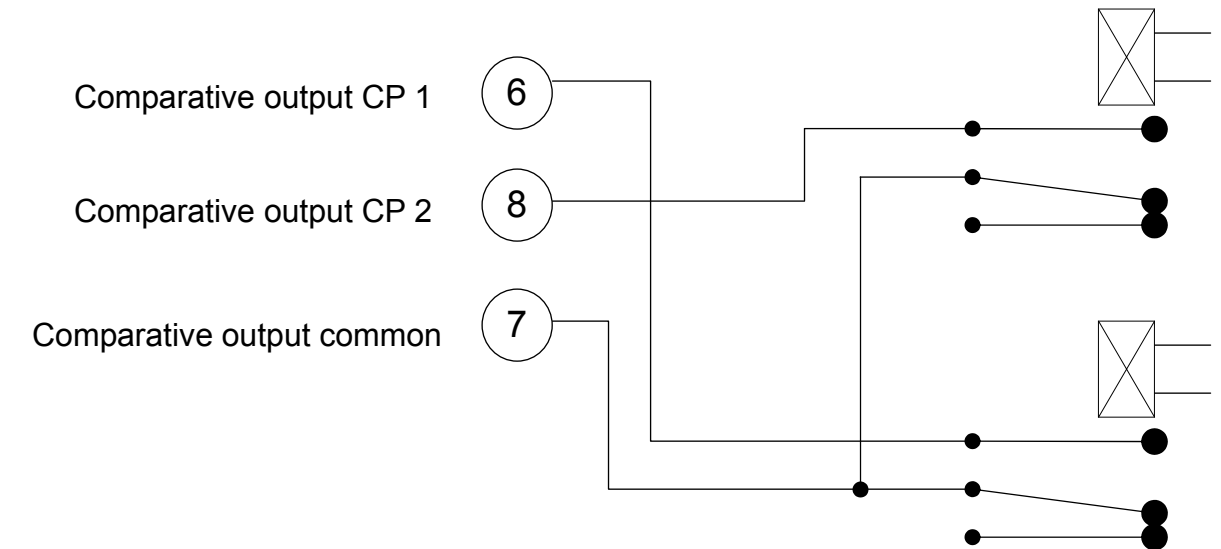 Comparative output CP 1 6
Comparative output CP 2 8
Comparative output common 7